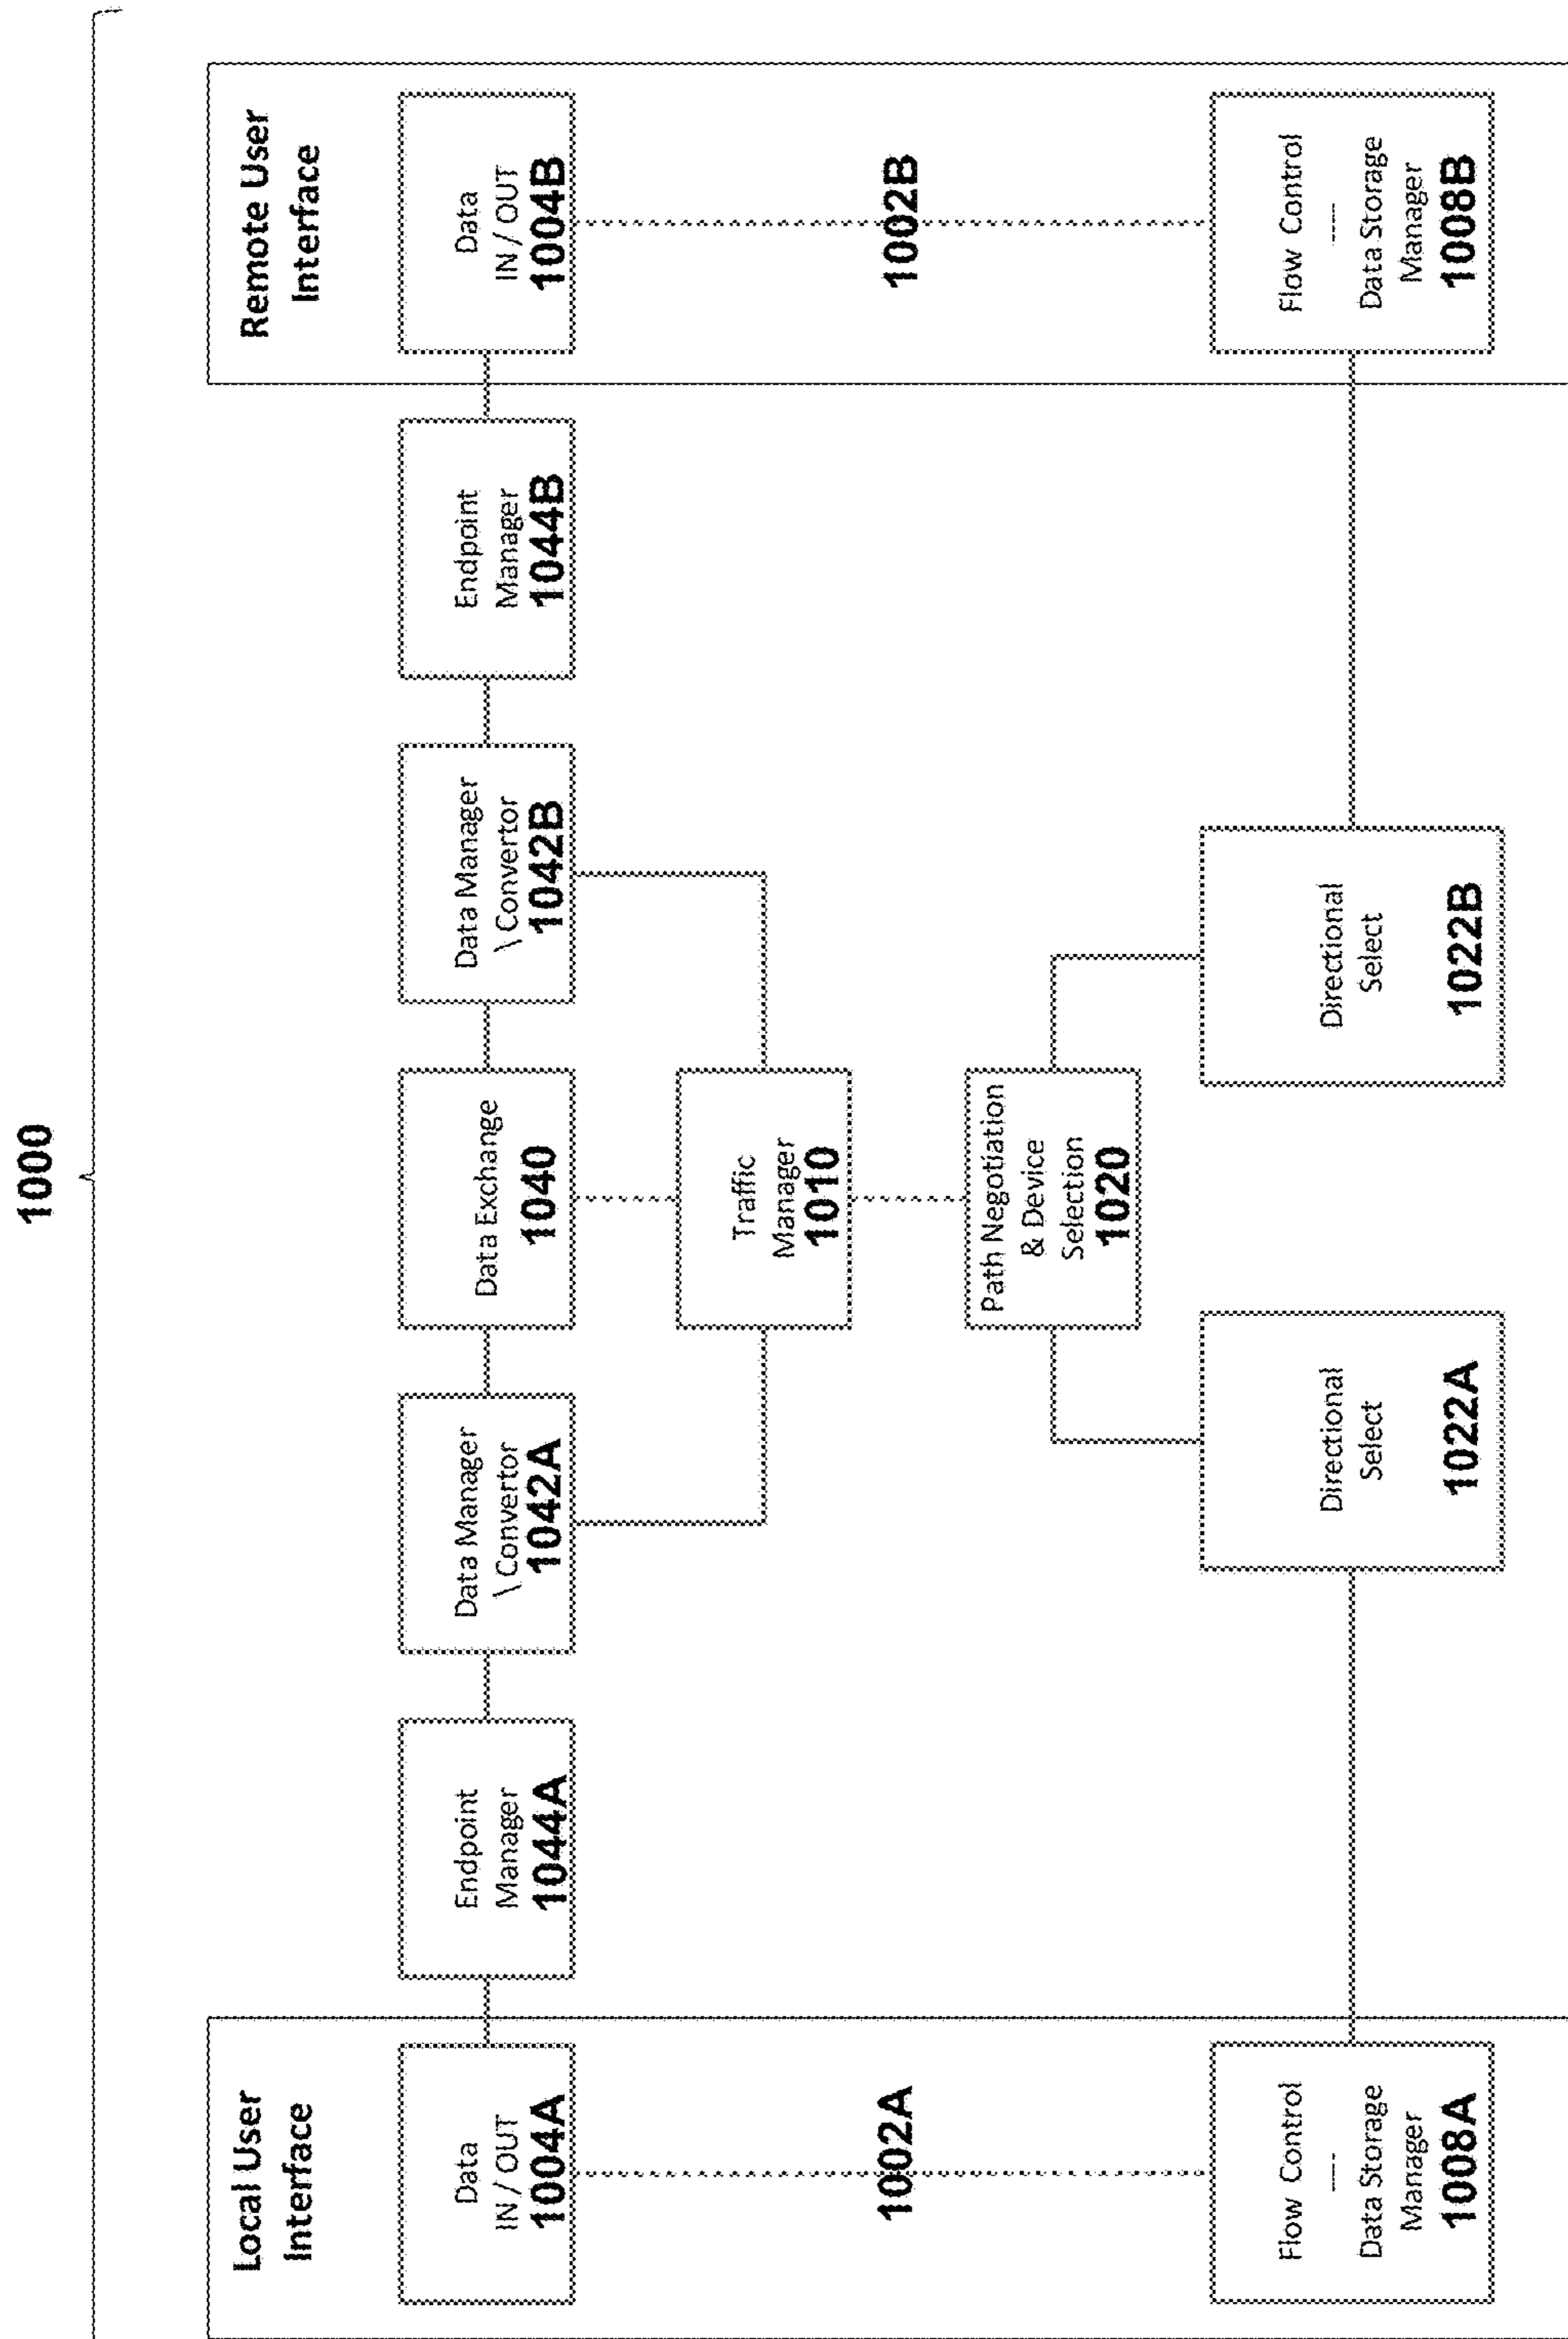 1000
Local User
Interface
Remote User
Interface
Data
IN / OUT
1004A
Endpoint
Manager
1044A
Data Manager
\ Convertor
1042A
Data Exchange
1040
Data Manager
\ Convertor
1042B
Endpoint
Manager
1044B
Data
IN / OUT
1004B
Traffic
Manager
1010
1002A
1002B
Path Negotiation
& Device
Selection
1020
Flow Control
—
Data Storage
Manager
1008A
Directional
Select
1022A
Directional
Select
1022B
Flow Control
—
Data Storage
Manager
1008B